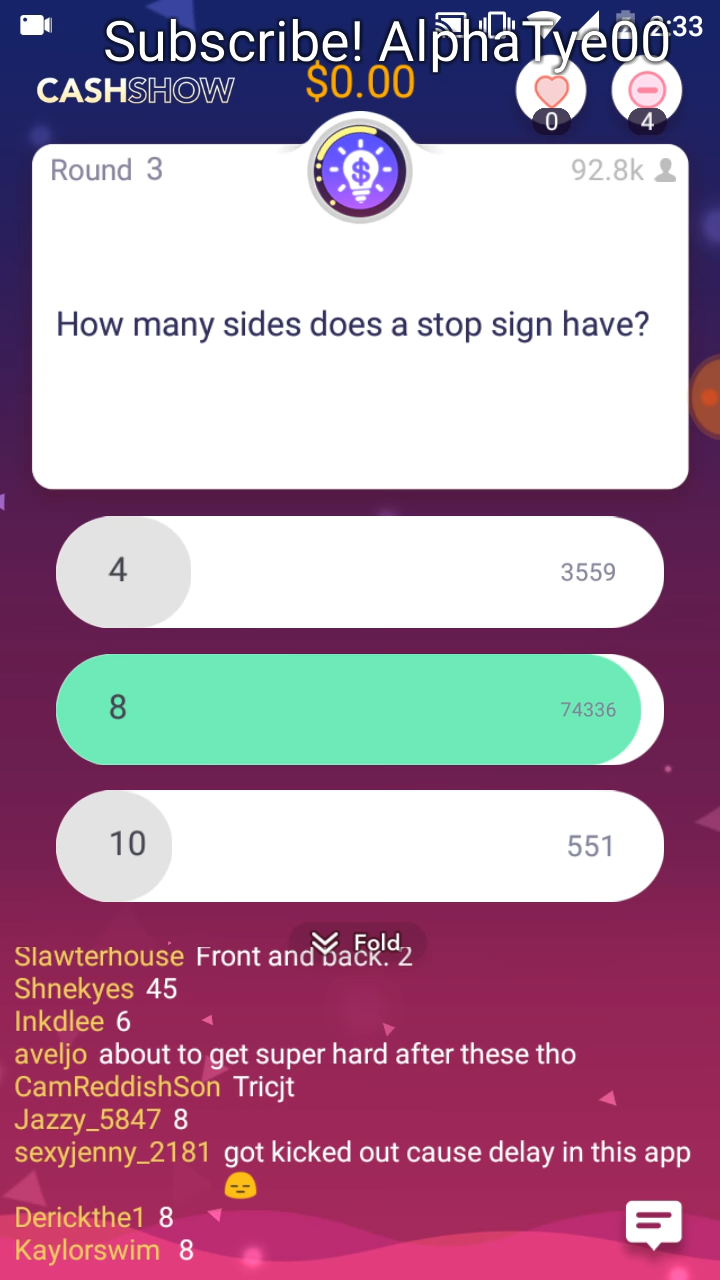 Subscribe! AlphaTye00
2:33
CASHSHOW
$0.00
0
4
Round 3
92.8k
$
How many sides does a stop sign have?
4 3559
8 74336
10 551
Fold
Slawterhouse Front and back. 2
Shnekyes 45
Inkdlee 6
aveljo about to get super hard after these tho
CamReddishSon Tricjt
Jazzy_5847 8
sexyjenny_2181 got kicked out cause delay in this app
😑
Derickthe1 8
Kaylorswim 8